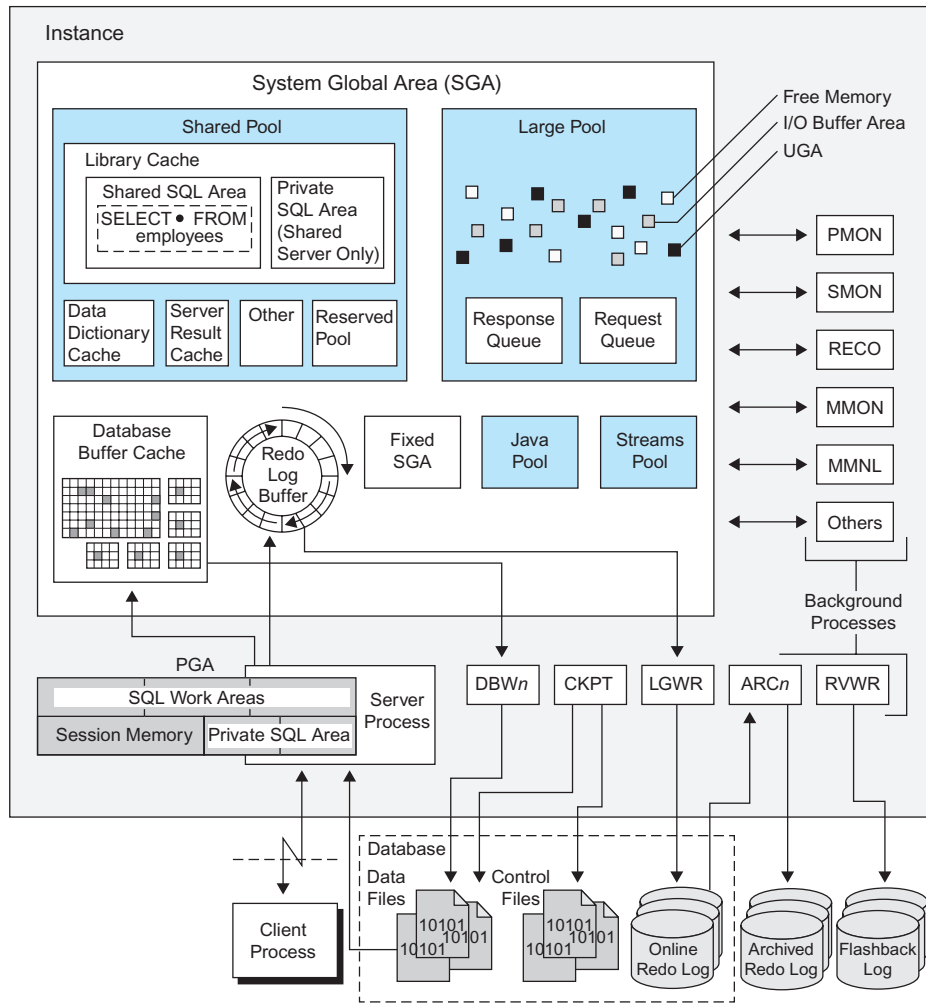 Instance
System Global Area (SGA)
Shared Pool
Library Cache
Shared SQL Area
SELECT • FROM
employees
Private
SQL Area
(Shared
Server Only)
Data
Dictionary
Cache
Server
Result
Cache
Other
Reserved
Pool
Large Pool
Response
Queue
Request
Queue
Free Memory
I/O Buffer Area
UGA
Database
Buffer Cache
Redo
Log
Buffer
Fixed
SGA
Java
Pool
Streams
Pool
PMON
SMON
RECO
MMON
MMNL
Others
Background
Processes
PGA
SQL Work Areas
Session Memory
Private SQL Area
Server
Process
DBWn
CKPT
LGWR
ARCn
RVWR
Client
Process
Database
Data
Files
10101
10101
10101
Control
Files
10101
10101
10101
Online
Redo Log
Archived
Redo Log
Flashback
Log